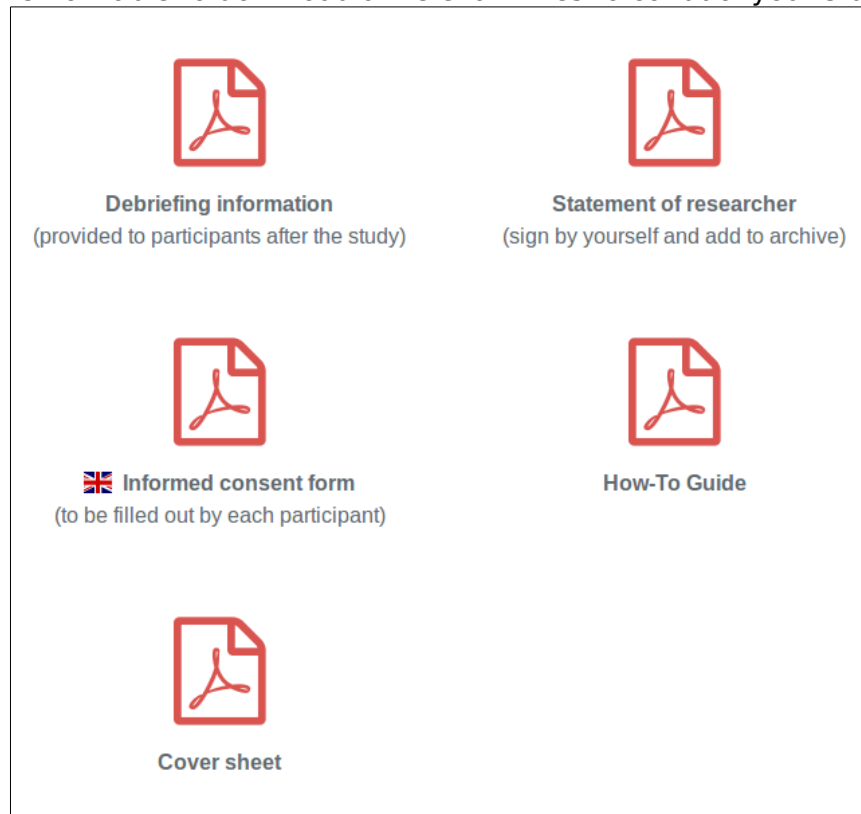 Debriefing information
(provided to participants after the study)
Statement of researcher
(sign by yourself and add to archive)
Informed consent form
(to be filled out by each participant)
How-To Guide
Cover sheet